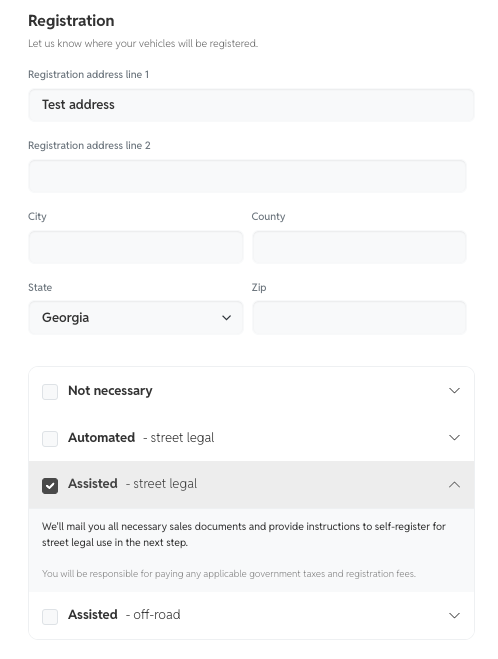 Registration
Let us know where your vehicles will be registered.
Registration address line 1
Test address
Registration address line 2
City County
State Zip
Georgia
Not necessary
Automated - street legal
Assisted - street legal
We'll mail you all necessary sales documents and provide instructions to self-register for
street legal use in the next step.
You will be responsible for paying any applicable government taxes and registration fees.
Assisted - off-road